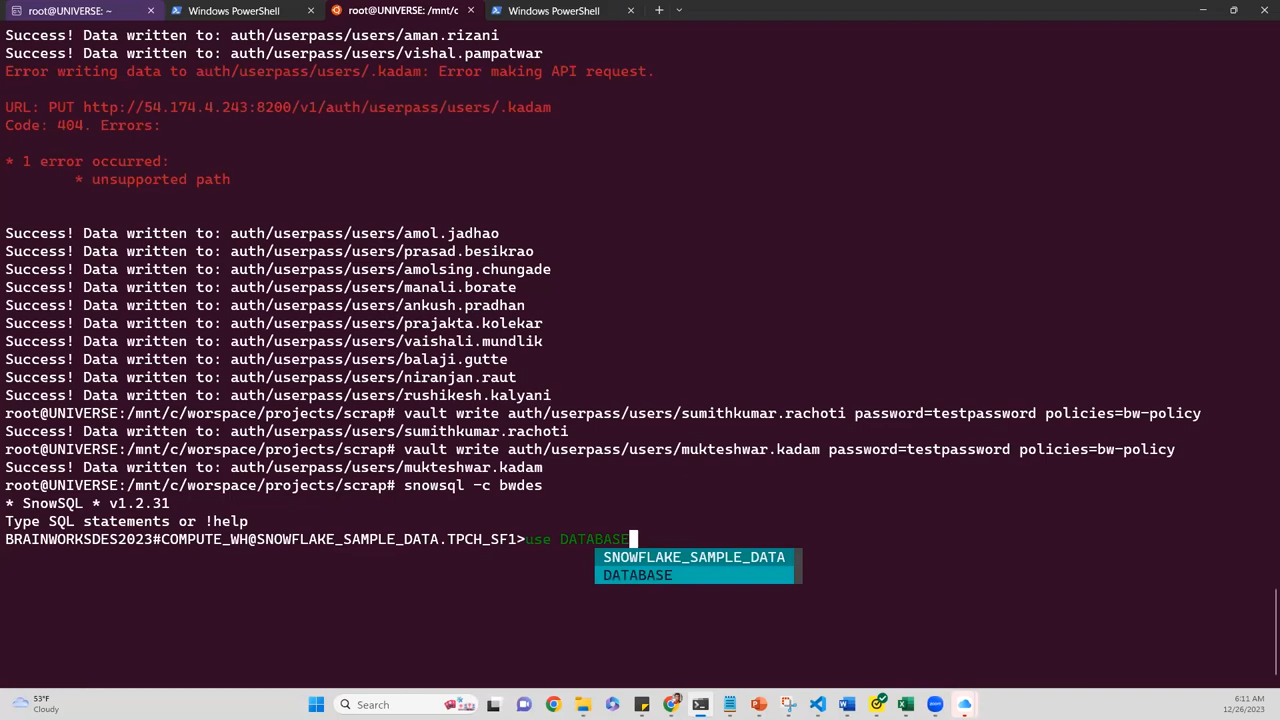 root@UNIVERSE: ~
Windows PowerShell
root@UNIVERSE: /mnt/c
Windows PowerShell
Success! Data written to: auth/userpass/users/aman.rizani
Success! Data written to: auth/userpass/users/vishal.pampatwar
Error writing data to auth/userpass/users/.kadam: Error making API request.
URL: PUT http://54.174.4.243:8200/v1/auth/userpass/users/.kadam
Code: 404. Errors:
* 1 error occurred:
* unsupported path
Success! Data written to: auth/userpass/users/amol.jadhao
Success! Data written to: auth/userpass/users/prasad.besikrao
Success! Data written to: auth/userpass/users/amolsing.chungade
Success! Data written to: auth/userpass/users/manali.borate
Success! Data written to: auth/userpass/users/ankush.pradhan
Success! Data written to: auth/userpass/users/prajakta.kolekar
Success! Data written to: auth/userpass/users/vaishali.mundlik
Success! Data written to: auth/userpass/users/balaji.gutte
Success! Data written to: auth/userpass/users/niranjan.raut
Success! Data written to: auth/userpass/users/rushikesh.kalyani
root@UNIVERSE:/mnt/c/worspace/projects/scrap# vault write auth/userpass/users/sumithkumar.rachoti password=testpassword policies=bw-policy
Success! Data written to: auth/userpass/users/sumithkumar.rachoti
root@UNIVERSE:/mnt/c/worspace/projects/scrap# vault write auth/userpass/users/mukteshwar.kadam password=testpassword policies=bw-policy
Success! Data written to: auth/userpass/users/mukteshwar.kadam
root@UNIVERSE:/mnt/c/worspace/projects/scrap# snowsql -c bwdes
* SnowSQL * v1.2.31
Type SQL statements or !help
BRAINWORKSDES2023#COMPUTE_WH@SNOWFLAKE_SAMPLE_DATA.TPCH_SF1>use DATABASE
SNOWFLAKE_SAMPLE_DATA
DATABASE
53°F
Cloudy
Search
6:11 AM
12/26/2023